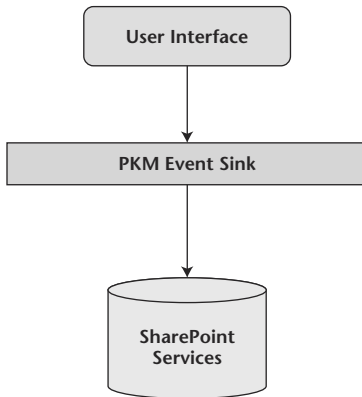 User Interface
PKM Event Sink
SharePoint
Services